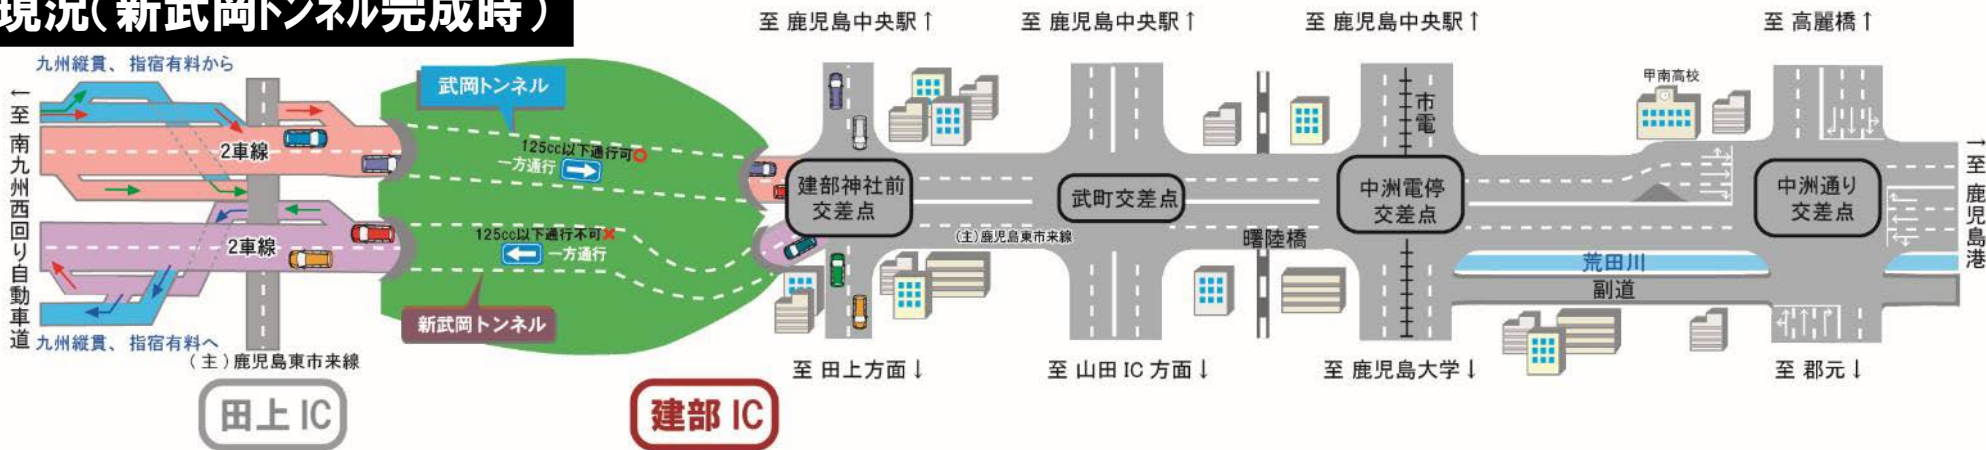 現況(新武岡トンネル完成時)
至 鹿児島中央駅↑
至 鹿児島中央駅↑
至 鹿児島中央駅↑
至 高麗橋↑
九州縦貫、指宿有料から
←至 南九州西回り自動車道
武岡トンネル
2車線
125cc以下通行可○
一方通行
125cc以下通行不可×
一方通行
2車線
新武岡トンネル
九州縦貫、指宿有料へ
(主)鹿児島東市来線
田上 IC
建部 IC
建部神社前
交差点
武町交差点
(主)鹿児島東市来線
曙陸橋
市電
中洲電停
交差点
甲南高校
中洲通り
交差点
荒田川
副道
→至 鹿児島港
至 田上方面↓
至 山田 IC 方面↓
至 鹿児島大学↓
至 郡元↓